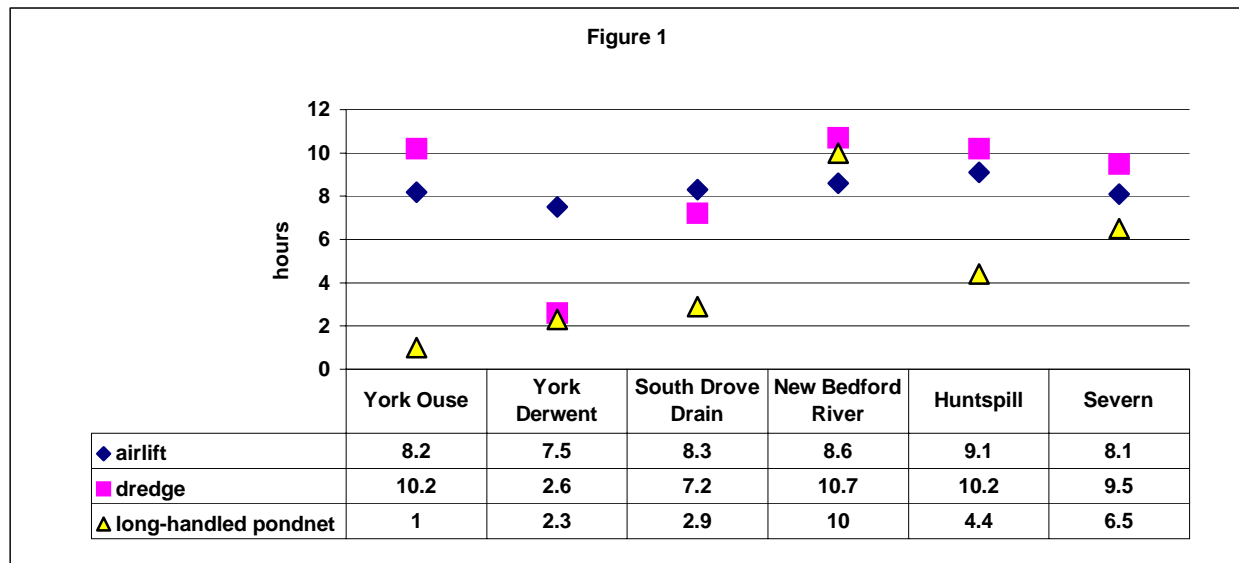 Figure 1
12
10
8
6
4
2
0
hours
York Ouse
York
Derwent
South Drove
Drain
New Bedford
River
Huntspill
Severn
airlift 8.2 7.5 8.3 8.6 9.1 8.1
dredge 10.2 2.6 7.2 10.7 10.2 9.5
long-handled pondnet 1 2.3 2.9 10 4.4 6.5